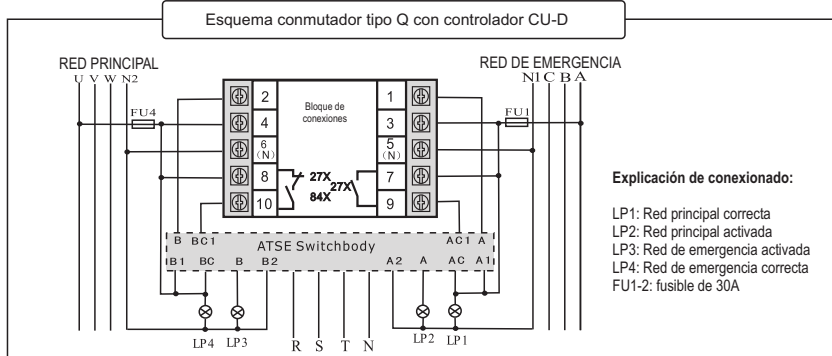 Esquema conmutador tipo Q con controlador CU-D
RED PRINCIPAL
U V W N2
RED DE EMERGENCIA
N1 C B A
FU4
FU1
Bloque de
conexiones
2
4
6
(N)
8
10
1
3
5
(N)
7
9
27X
84X
27X
B BC1
AC1 A
ATSE Switchbody
B1 BC B B2
A2 A AC A1
LP4 LP3
R S T N
LP2 LP1
Explicación de conexionado:
LP1: Red principal correcta
LP2: Red principal activada
LP3: Red de emergencia activada
LP4: Red de emergencia correcta
FU1-2: fusible de 30A